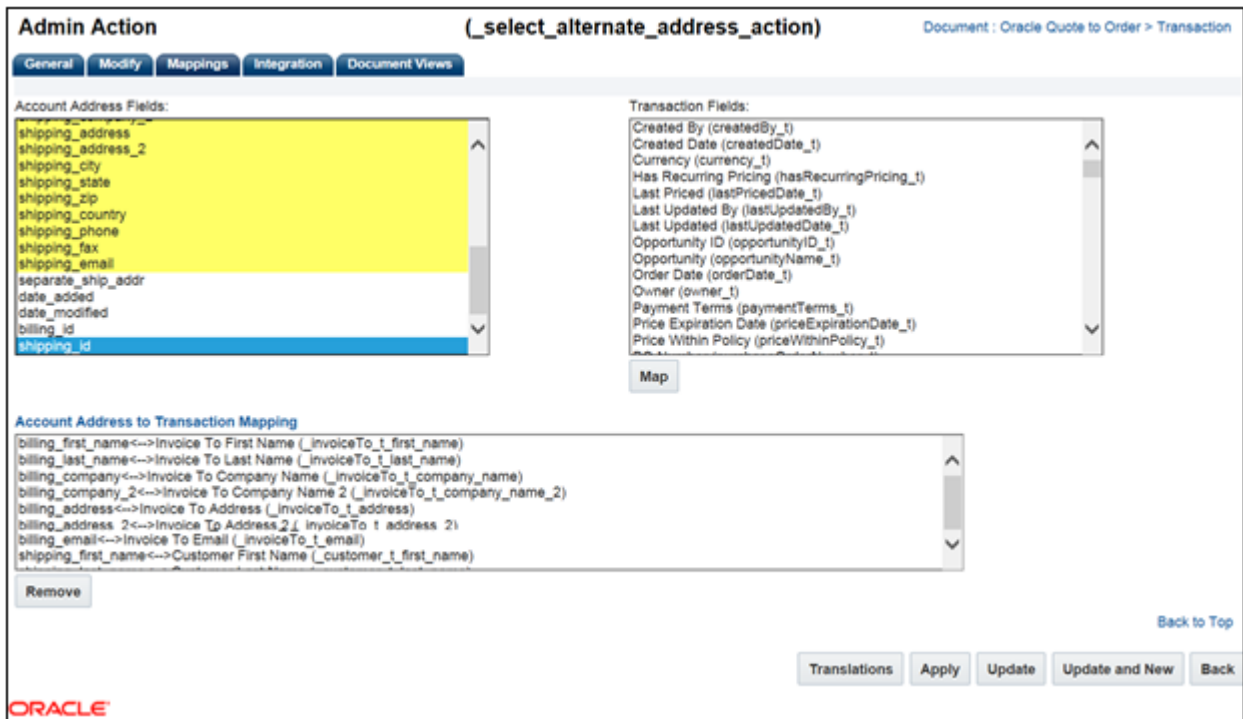 Admin Action
(_select_alternate_address_action)
Document : Oracle Quote to Order > Transaction
General Modify Mappings Integration Document Views
Account Address Fields:
shipping_address
shipping_address_2
shipping_city
shipping_state
shipping_zip
shipping_country
shipping_phone
shipping_fax
shipping_email
separate_ship_addr
date_added
date_modified
billing_id
shipping_id
Transaction Fields:
Created By (createdBy_t)
Created Date (createdDate_t)
Currency (currency_t)
Has Recurring Pricing (hasRecurringPricing_t)
Last Priced (lastPricedDate_t)
Last Updated By (lastUpdatedBy_t)
Last Updated (lastUpdatedDate_t)
Opportunity ID (opportunityID_t)
Opportunity (opportunityName_t)
Order Date (orderDate_t)
Owner (owner_t)
Payment Terms (paymentTerms_t)
Price Expiration Date (priceExpirationDate_t)
Price Within Policy (priceWithinPolicy_t)
Map
Account Address to Transaction Mapping
billing_first_name<-->Invoice To First Name (_invoiceTo_t_first_name)
billing_last_name<-->Invoice To Last Name (_invoiceTo_t_last_name)
billing_company<-->Invoice To Company Name (_invoiceTo_t_company_name)
billing_company_2<-->Invoice To Company Name 2 (_invoiceTo_t_company_name_2)
billing_address<-->Invoice To Address (_invoiceTo_t_address)
billing_address_2<-->Invoice To Address 2 (_invoiceTo_t_address_2)
billing_email<-->Invoice To Email (_invoiceTo_t_email)
shipping_first_name<-->Customer First Name (_customer_t_first_name)
Remove
Back to Top
Translations Apply Update Update and New Back
ORACLE